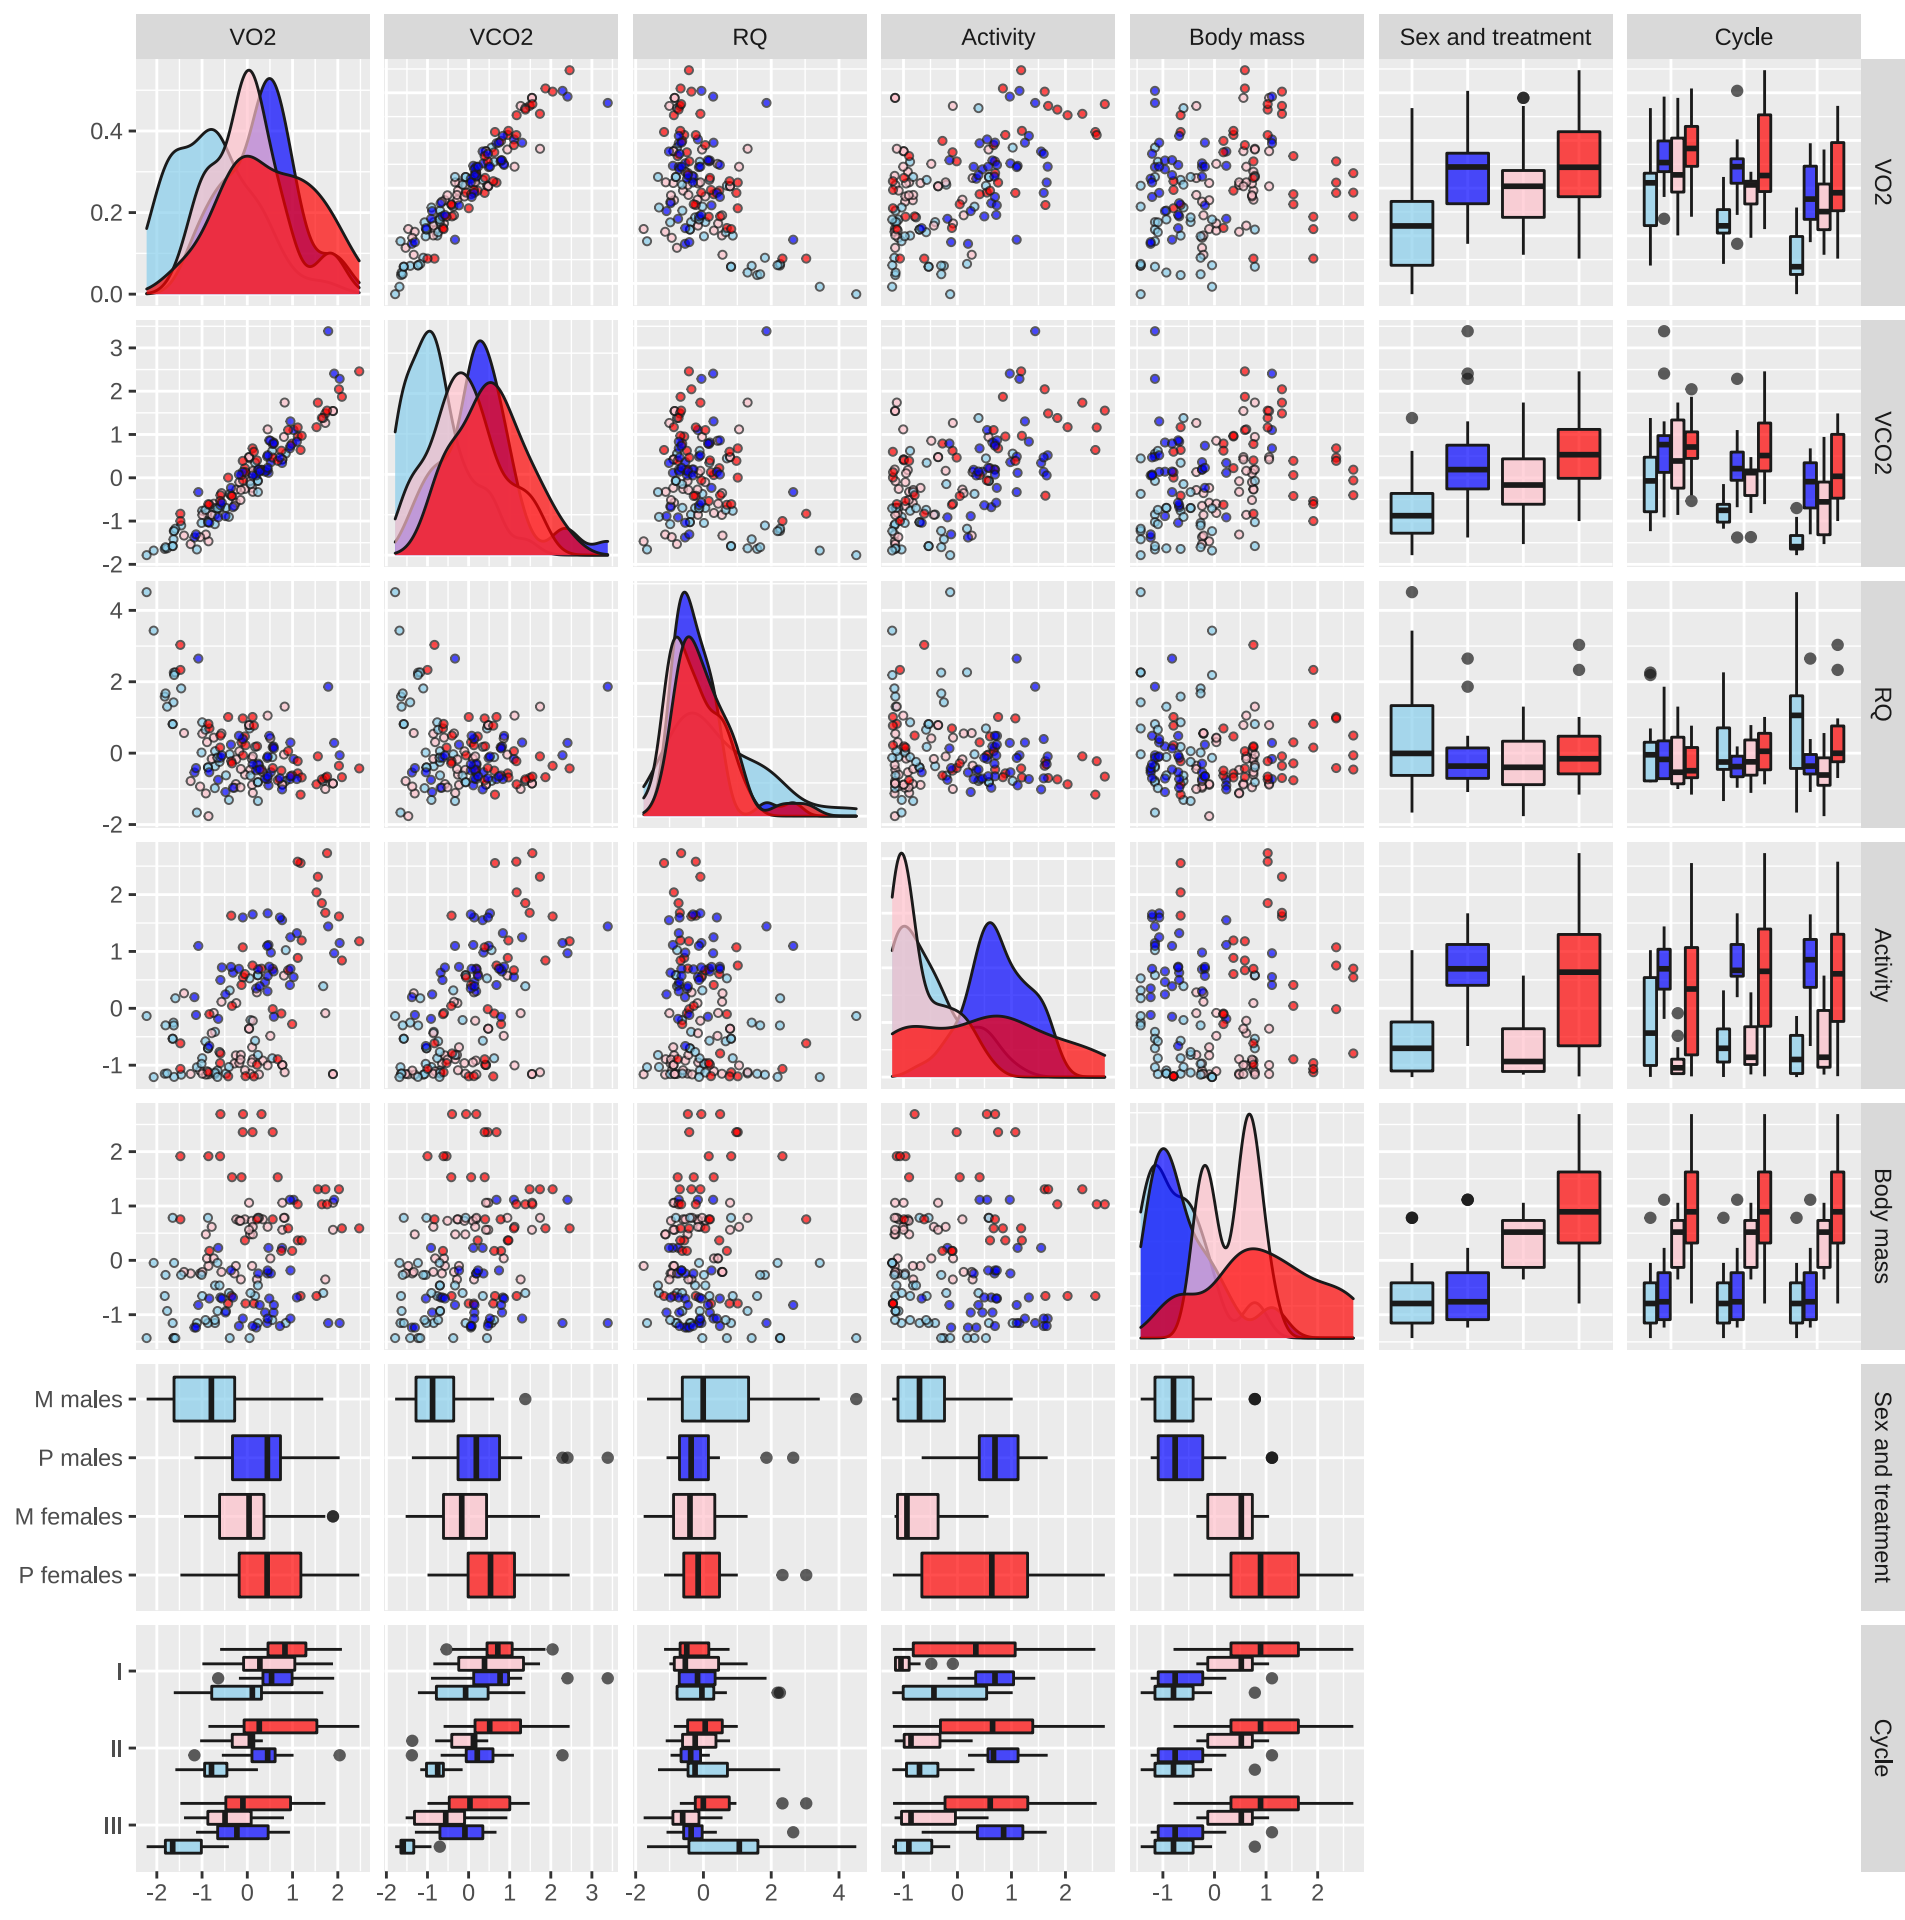 VO2 VCO2 RQ Activity Body mass Sex and treatment Cycle
0.4
0.2
0.0
VO2
3
2
1
0
-1
-2
VCO2
4
2
0
-2
RQ
2
1
0
-1
Activity
2
1
0
-1
Body mass
M males
P males
M females
P females
Sex and treatment
I
II
III
Cycle
-2 -1 0 1 2 -2 -1 0 1 2 3 -2 0 2 4 -1 0 1 2 -1 0 1 2